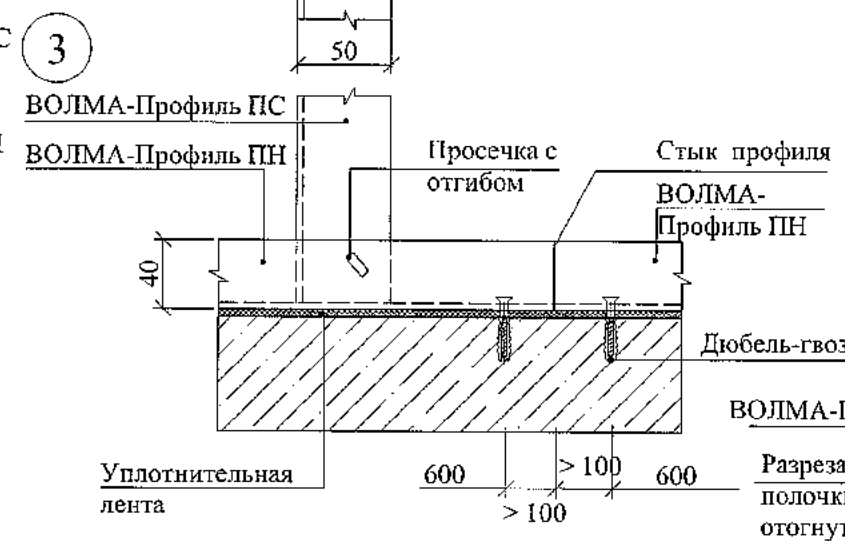 3
50
ВОЛМА-Профиль ПС
ВОЛМА-Профиль ПН
Просечка с
отгибом
Стык профиля
ВОЛМА-
Профиль ПН
40
Уплотнительная
лента
600
> 100
> 100
600